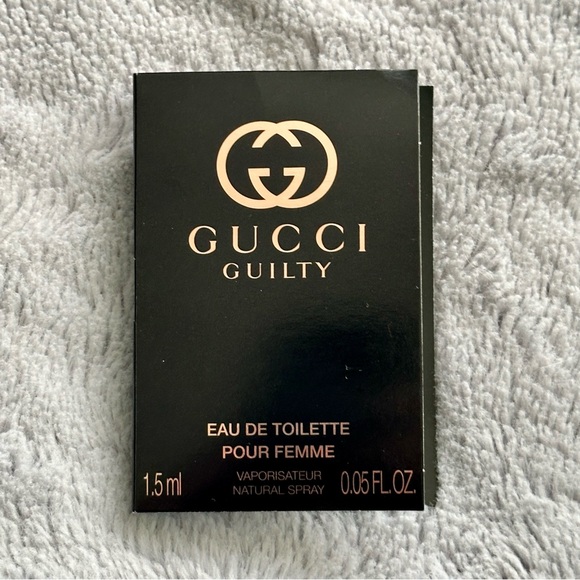 GUCCI
GUILTY
EAU DE TOILETTE
POUR FEMME
VAPORISATEUR
1.5 ml NATURAL SPRAY 0.05 FL.OZ.